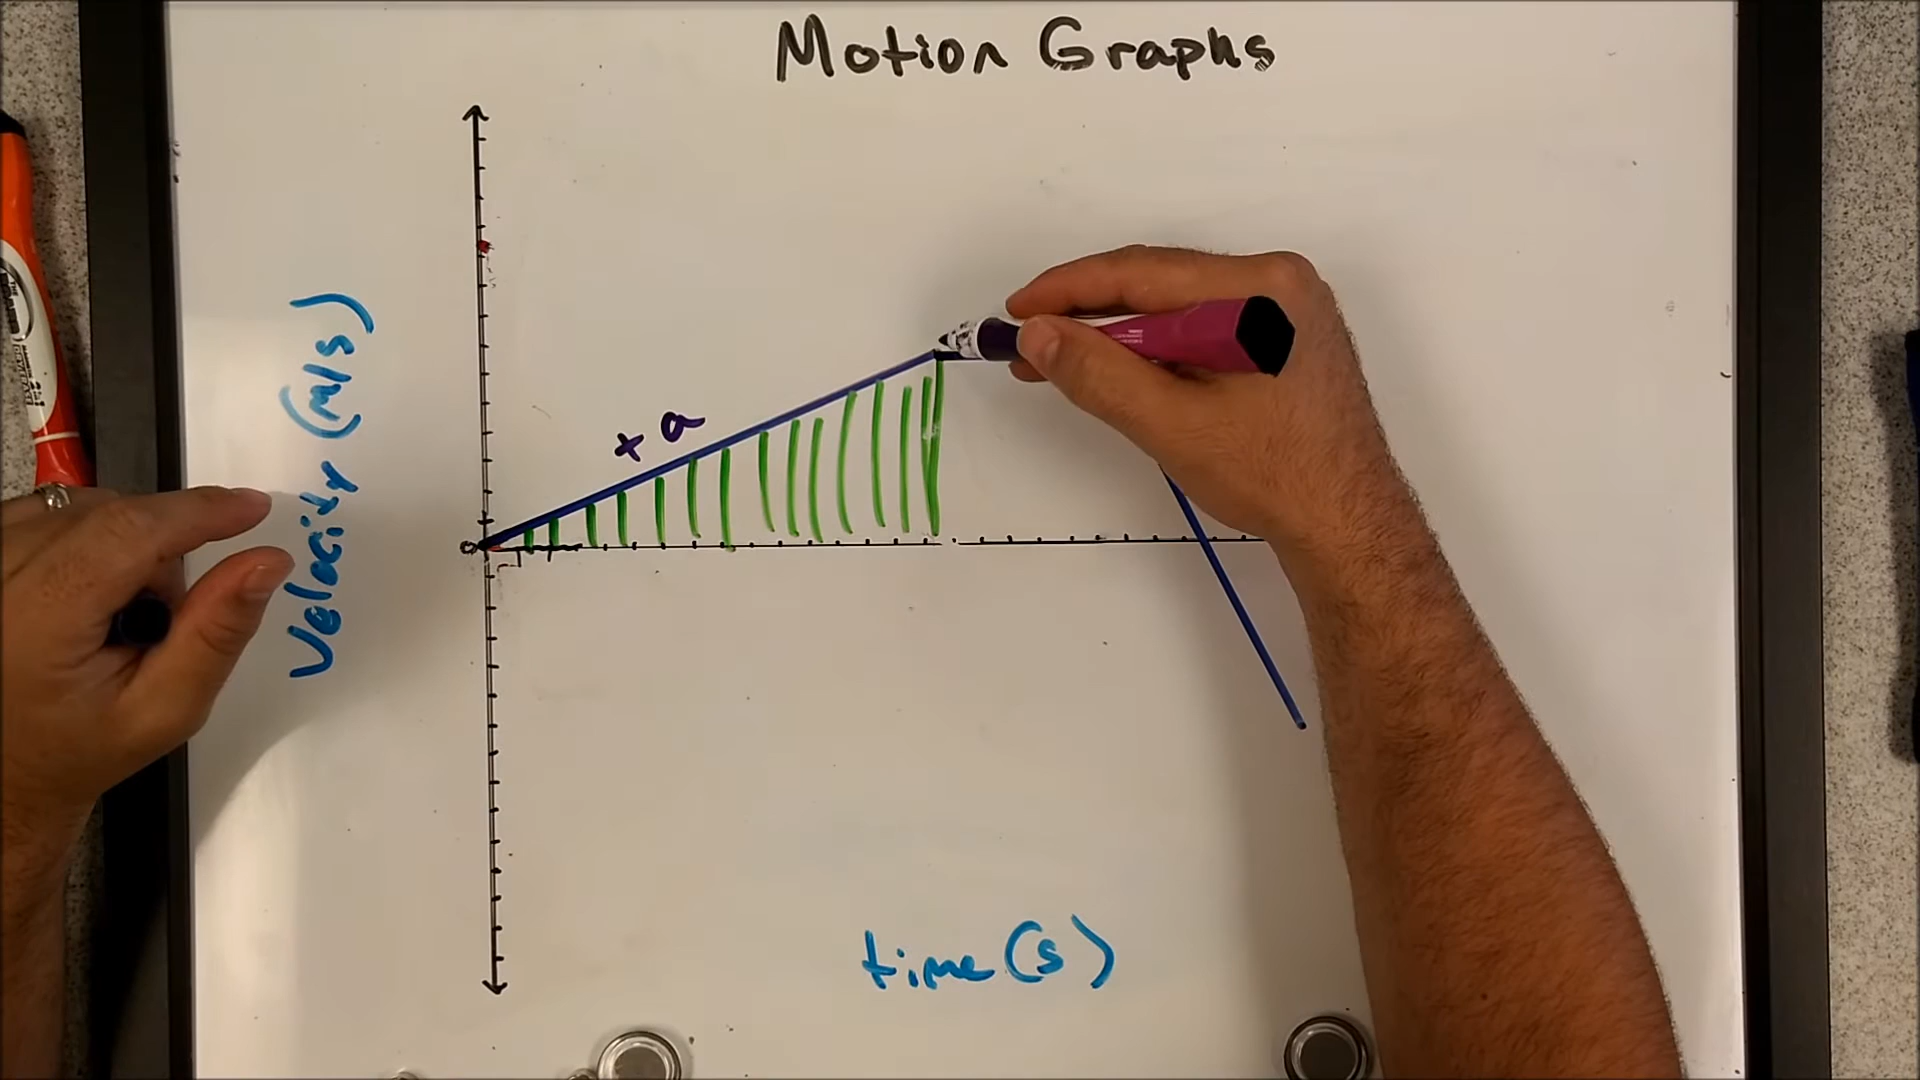 Motion Graphs
Velocity (m/s)
+ a
0
time (s)